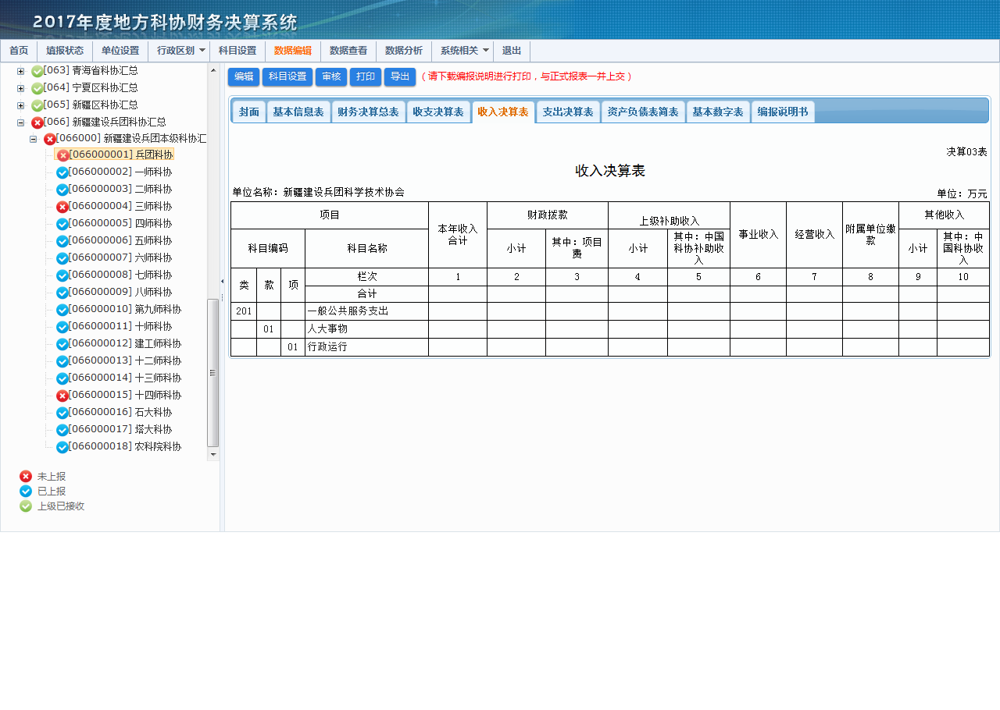 2017年度地方科协财务决算系统
首页 填报状态 单位设置 行政区划 科目设置 数据编辑 数据查看 数据分析 系统相关 退出
[063] 青海省科协汇总
[064] 宁夏区科协汇总
[065] 新疆区科协汇总
[066] 新疆建设兵团科协汇总
[066000] 新疆建设兵团本级科协汇
[066000001] 兵团科协
[066000002] 一师科协
[066000003] 二师科协
[066000004] 三师科协
[066000005] 四师科协
[066000006] 五师科协
[066000007] 六师科协
[066000008] 七师科协
[066000009] 八师科协
[066000010] 第九师科协
[066000011] 十师科协
[066000012] 建工师科协
[066000013] 十二师科协
[066000014] 十三师科协
[066000015] 十四师科协
[066000016] 石大科协
[066000017] 塔大科协
[066000018] 农科院科协
未上报
已上报
上级已接收
编辑 科目设置 审核 打印 导出 （请下载编报说明进行打印，与正式报表一并上交）
封面 基本信息表 财务决算总表 收支决算表 收入决算表 支出决算表 资产负债表简表 基本数字表 编报说明书
决算03表
收入决算表
单位名称：新疆建设兵团科学技术协会 单位：万元
项目 本年收入合计 财政拨款 上级补助收入 事业收入 经营收入 附属单位缴款 其他收入
科目编码 科目名称 小计 其中：项目费 小计 其中：中国科协补助收入 小计 其中：中国科协收入
类 款 项 栏次 1 2 3 4 5 6 7 8 9 10
合计
201 一般公共服务支出
01 人大事物
01 行政运行